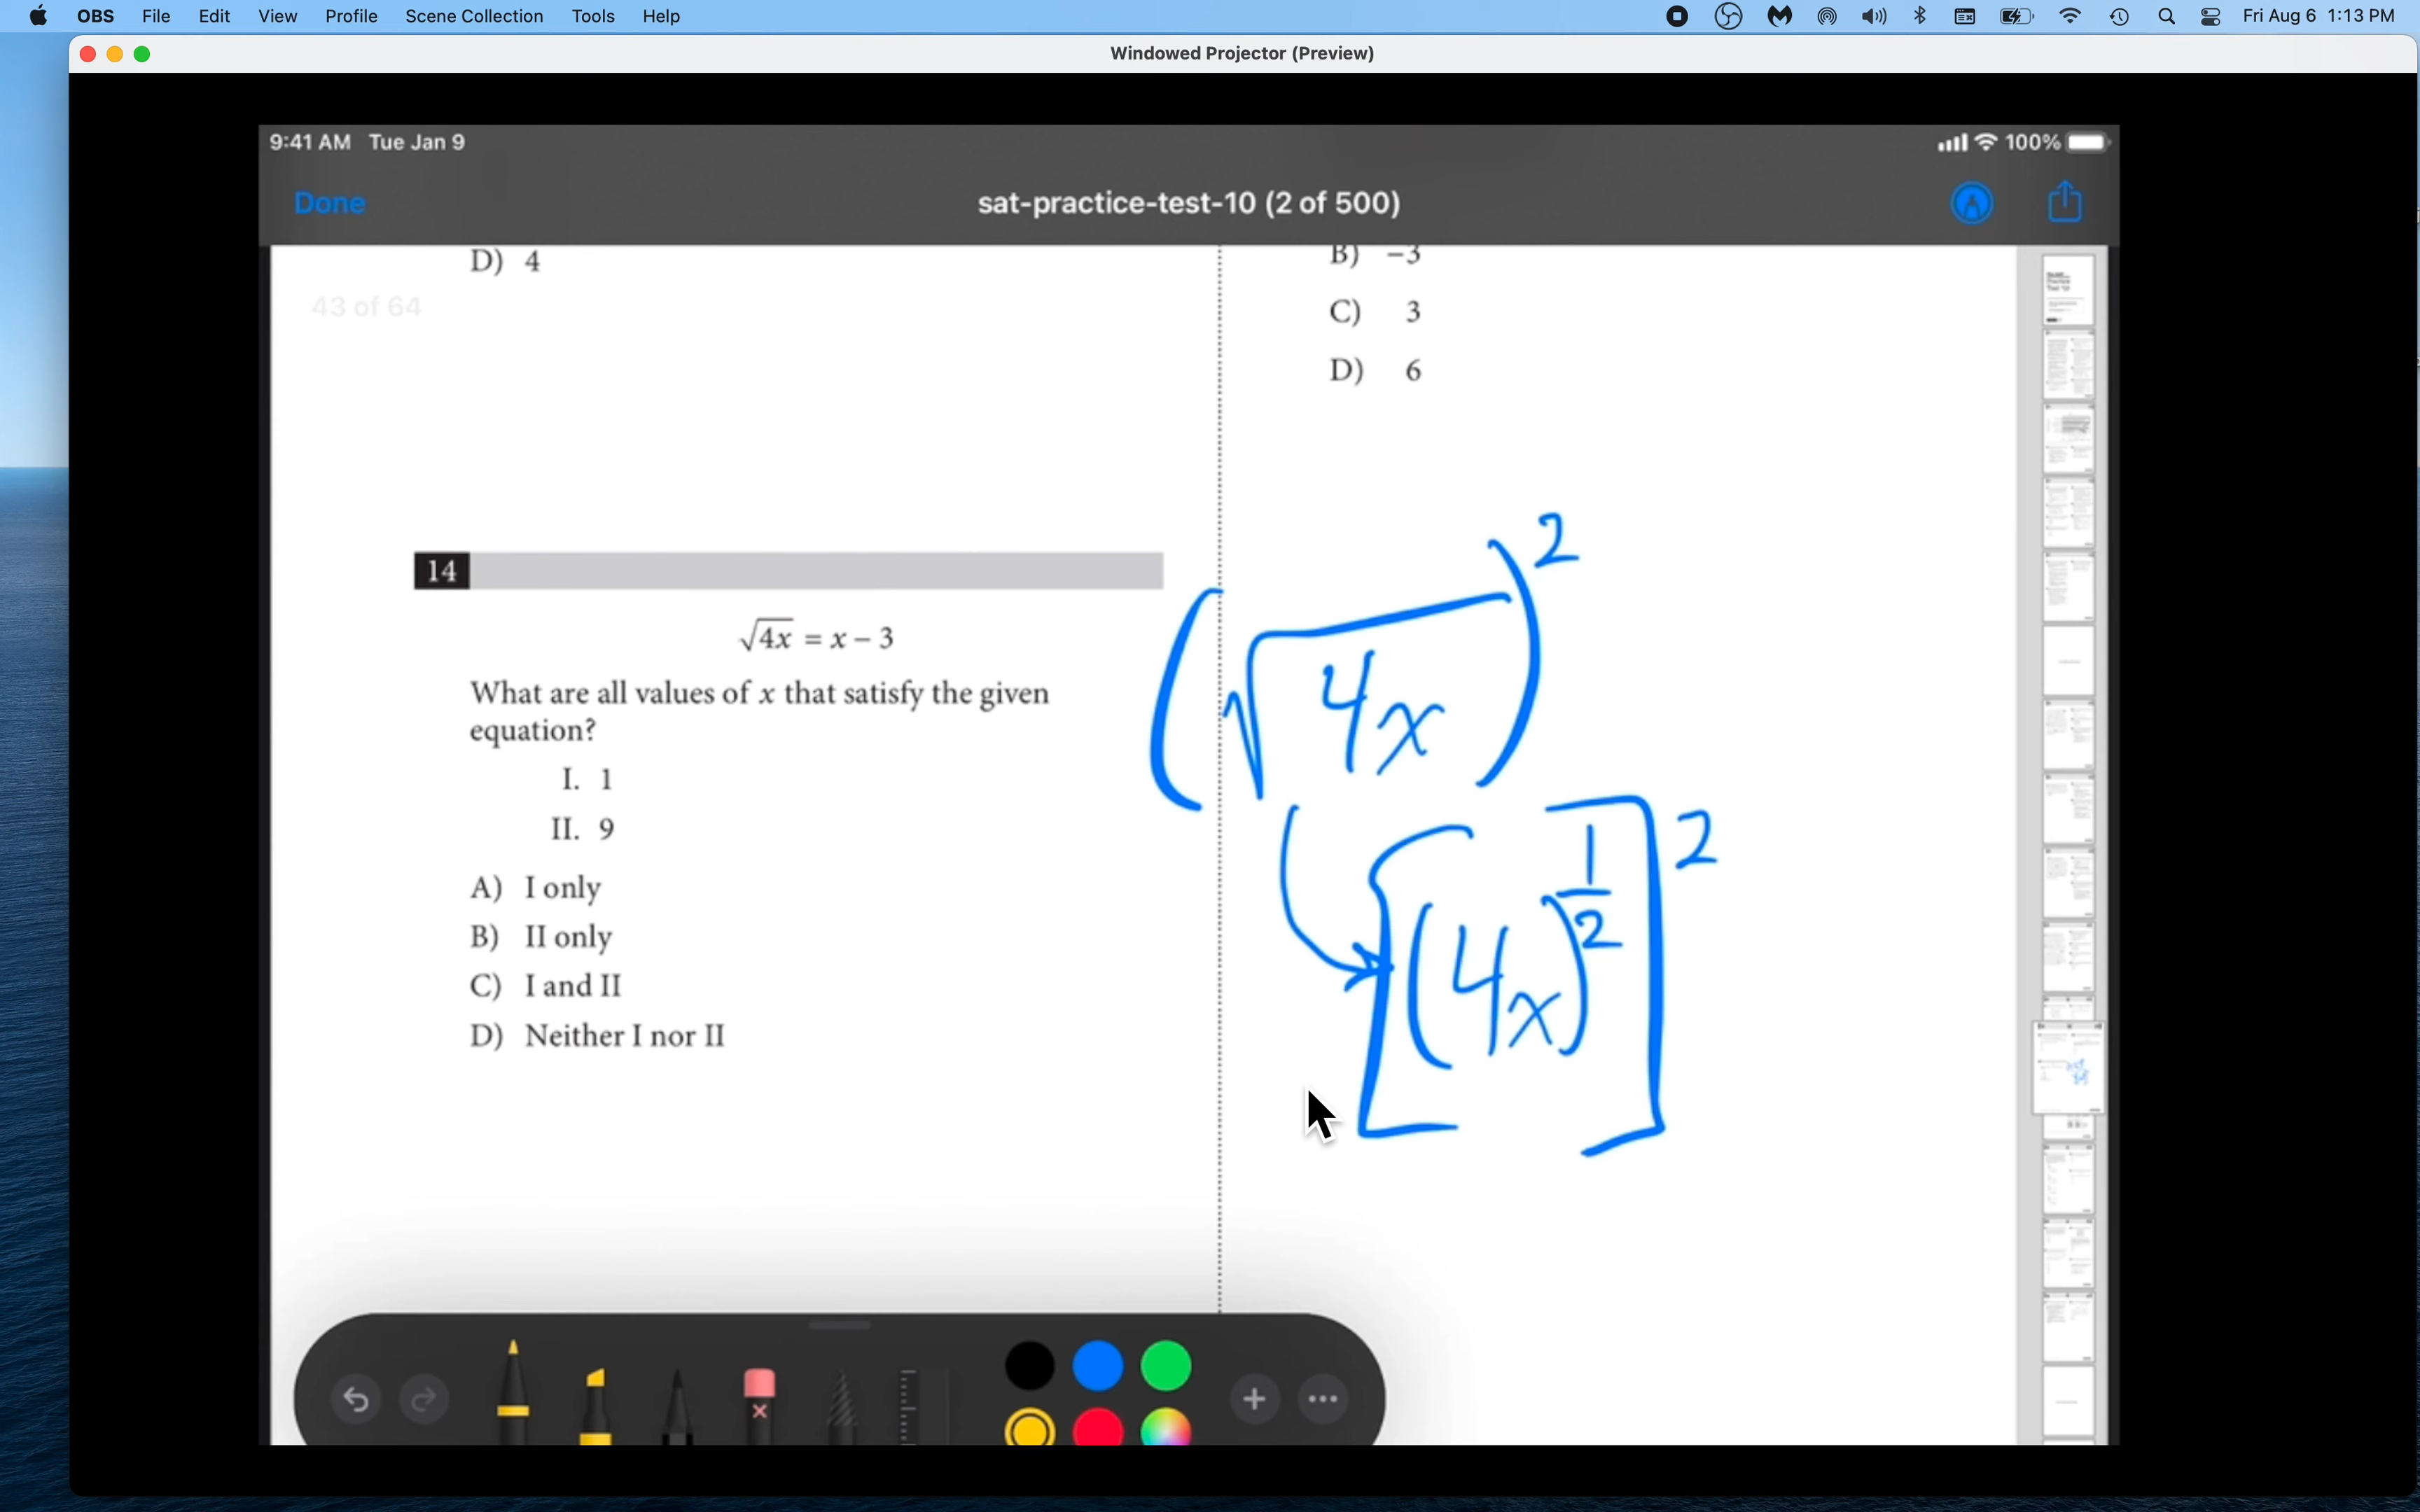 OBS File Edit View Profile Scene Collection Tools Help Fri Aug 6 1:13 PM
Windowed Projector (Preview)
9:41 AM Tue Jan 9 100%
Done sat-practice-test-10 (2 of 500)
D) 4
43 of 64
B) −3
C) 3
D) 6
14
√4x = x − 3
What are all values of x that satisfy the given
equation?
I. 1
II. 9
A) I only
B) II only
C) I and II
D) Neither I nor II
(√4x)²
[(4x)^1/2]²